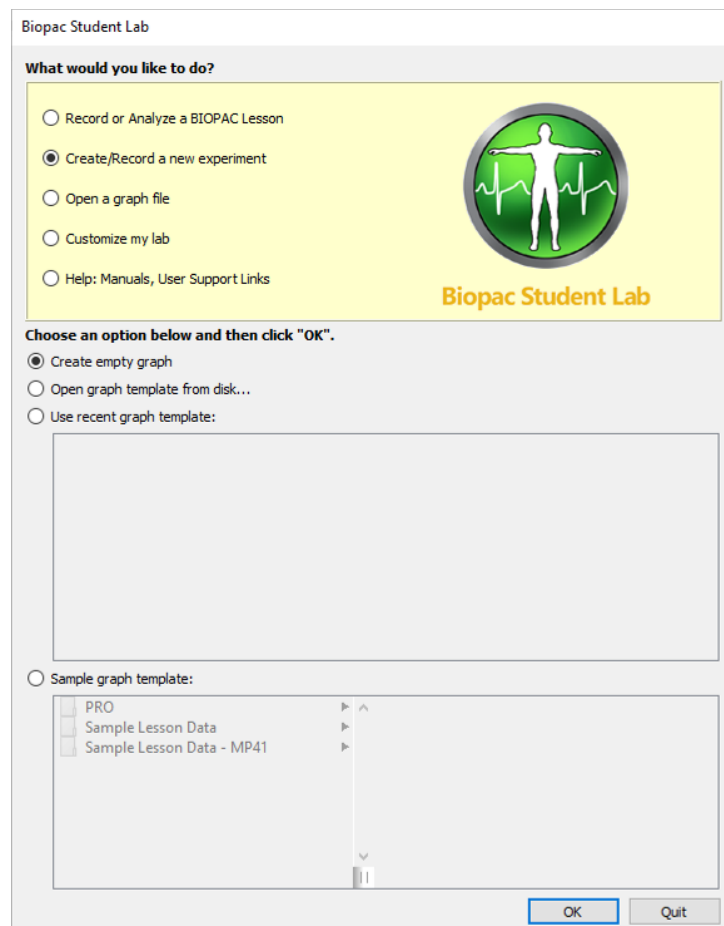 Biopac Student Lab
What would you like to do?
Record or Analyze a BIOPAC Lesson
Create/Record a new experiment
Open a graph file
Customize my lab
Help: Manuals, User Support Links
Biopac Student Lab
Choose an option below and then click "OK".
Create empty graph
Open graph template from disk...
Use recent graph template:
Sample graph template:
PRO
Sample Lesson Data
Sample Lesson Data - MP41
OK
Quit